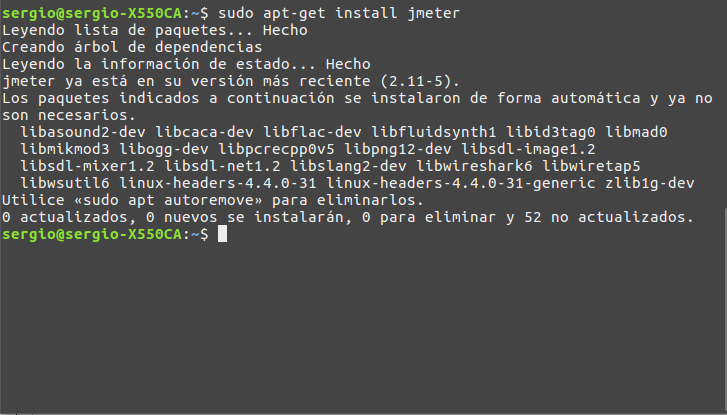 sergio@sergio-X550CA:~$ sudo apt-get install jmeter
Leyendo lista de paquetes... Hecho
Creando árbol de dependencias
Leyendo la información de estado... Hecho
jmeter ya está en su versión más reciente (2.11-5).
Los paquetes indicados a continuación se instalaron de forma automática y ya no
son necesarios.
libasound2-dev libcaca-dev libflac-dev libfluidsynth1 libid3tag0 libmad0
libmikmod3 libogg-dev libpcrecpp0v5 libpng12-dev libsdl-image1.2
libsdl-mixer1.2 libsdl-net1.2 libslang2-dev libwireshark6 libwiretap5
libwsutil6 linux-headers-4.4.0-31 linux-headers-4.4.0-31-generic zlib1g-dev
Utilice «sudo apt autoremove» para eliminarlos.
0 actualizados, 0 nuevos se instalarán, 0 para eliminar y 52 no actualizados.
sergio@sergio-X550CA:~$